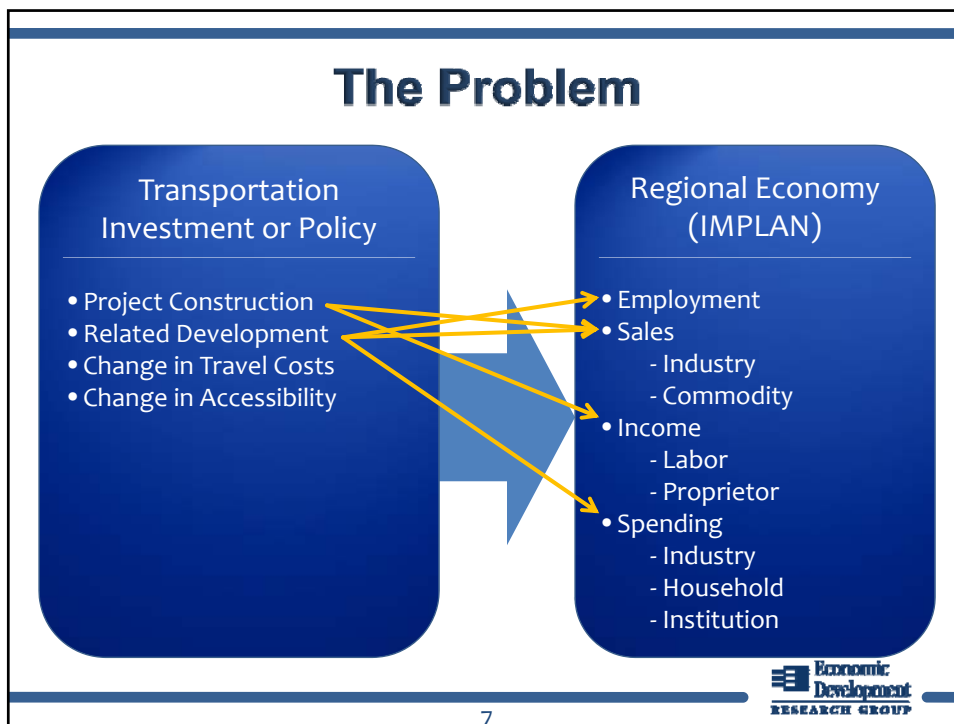 The Problem
Transportation
Investment or Policy
• Project Construction
• Related Development
• Change in Travel Costs
• Change in Accessibility
Regional Economy
(IMPLAN)
• Employment
• Sales
- Industry
- Commodity
• Income
- Labor
- Proprietor
• Spending
- Industry
- Household
- Institution
Economic
Development
RESEARCH GROUP
7